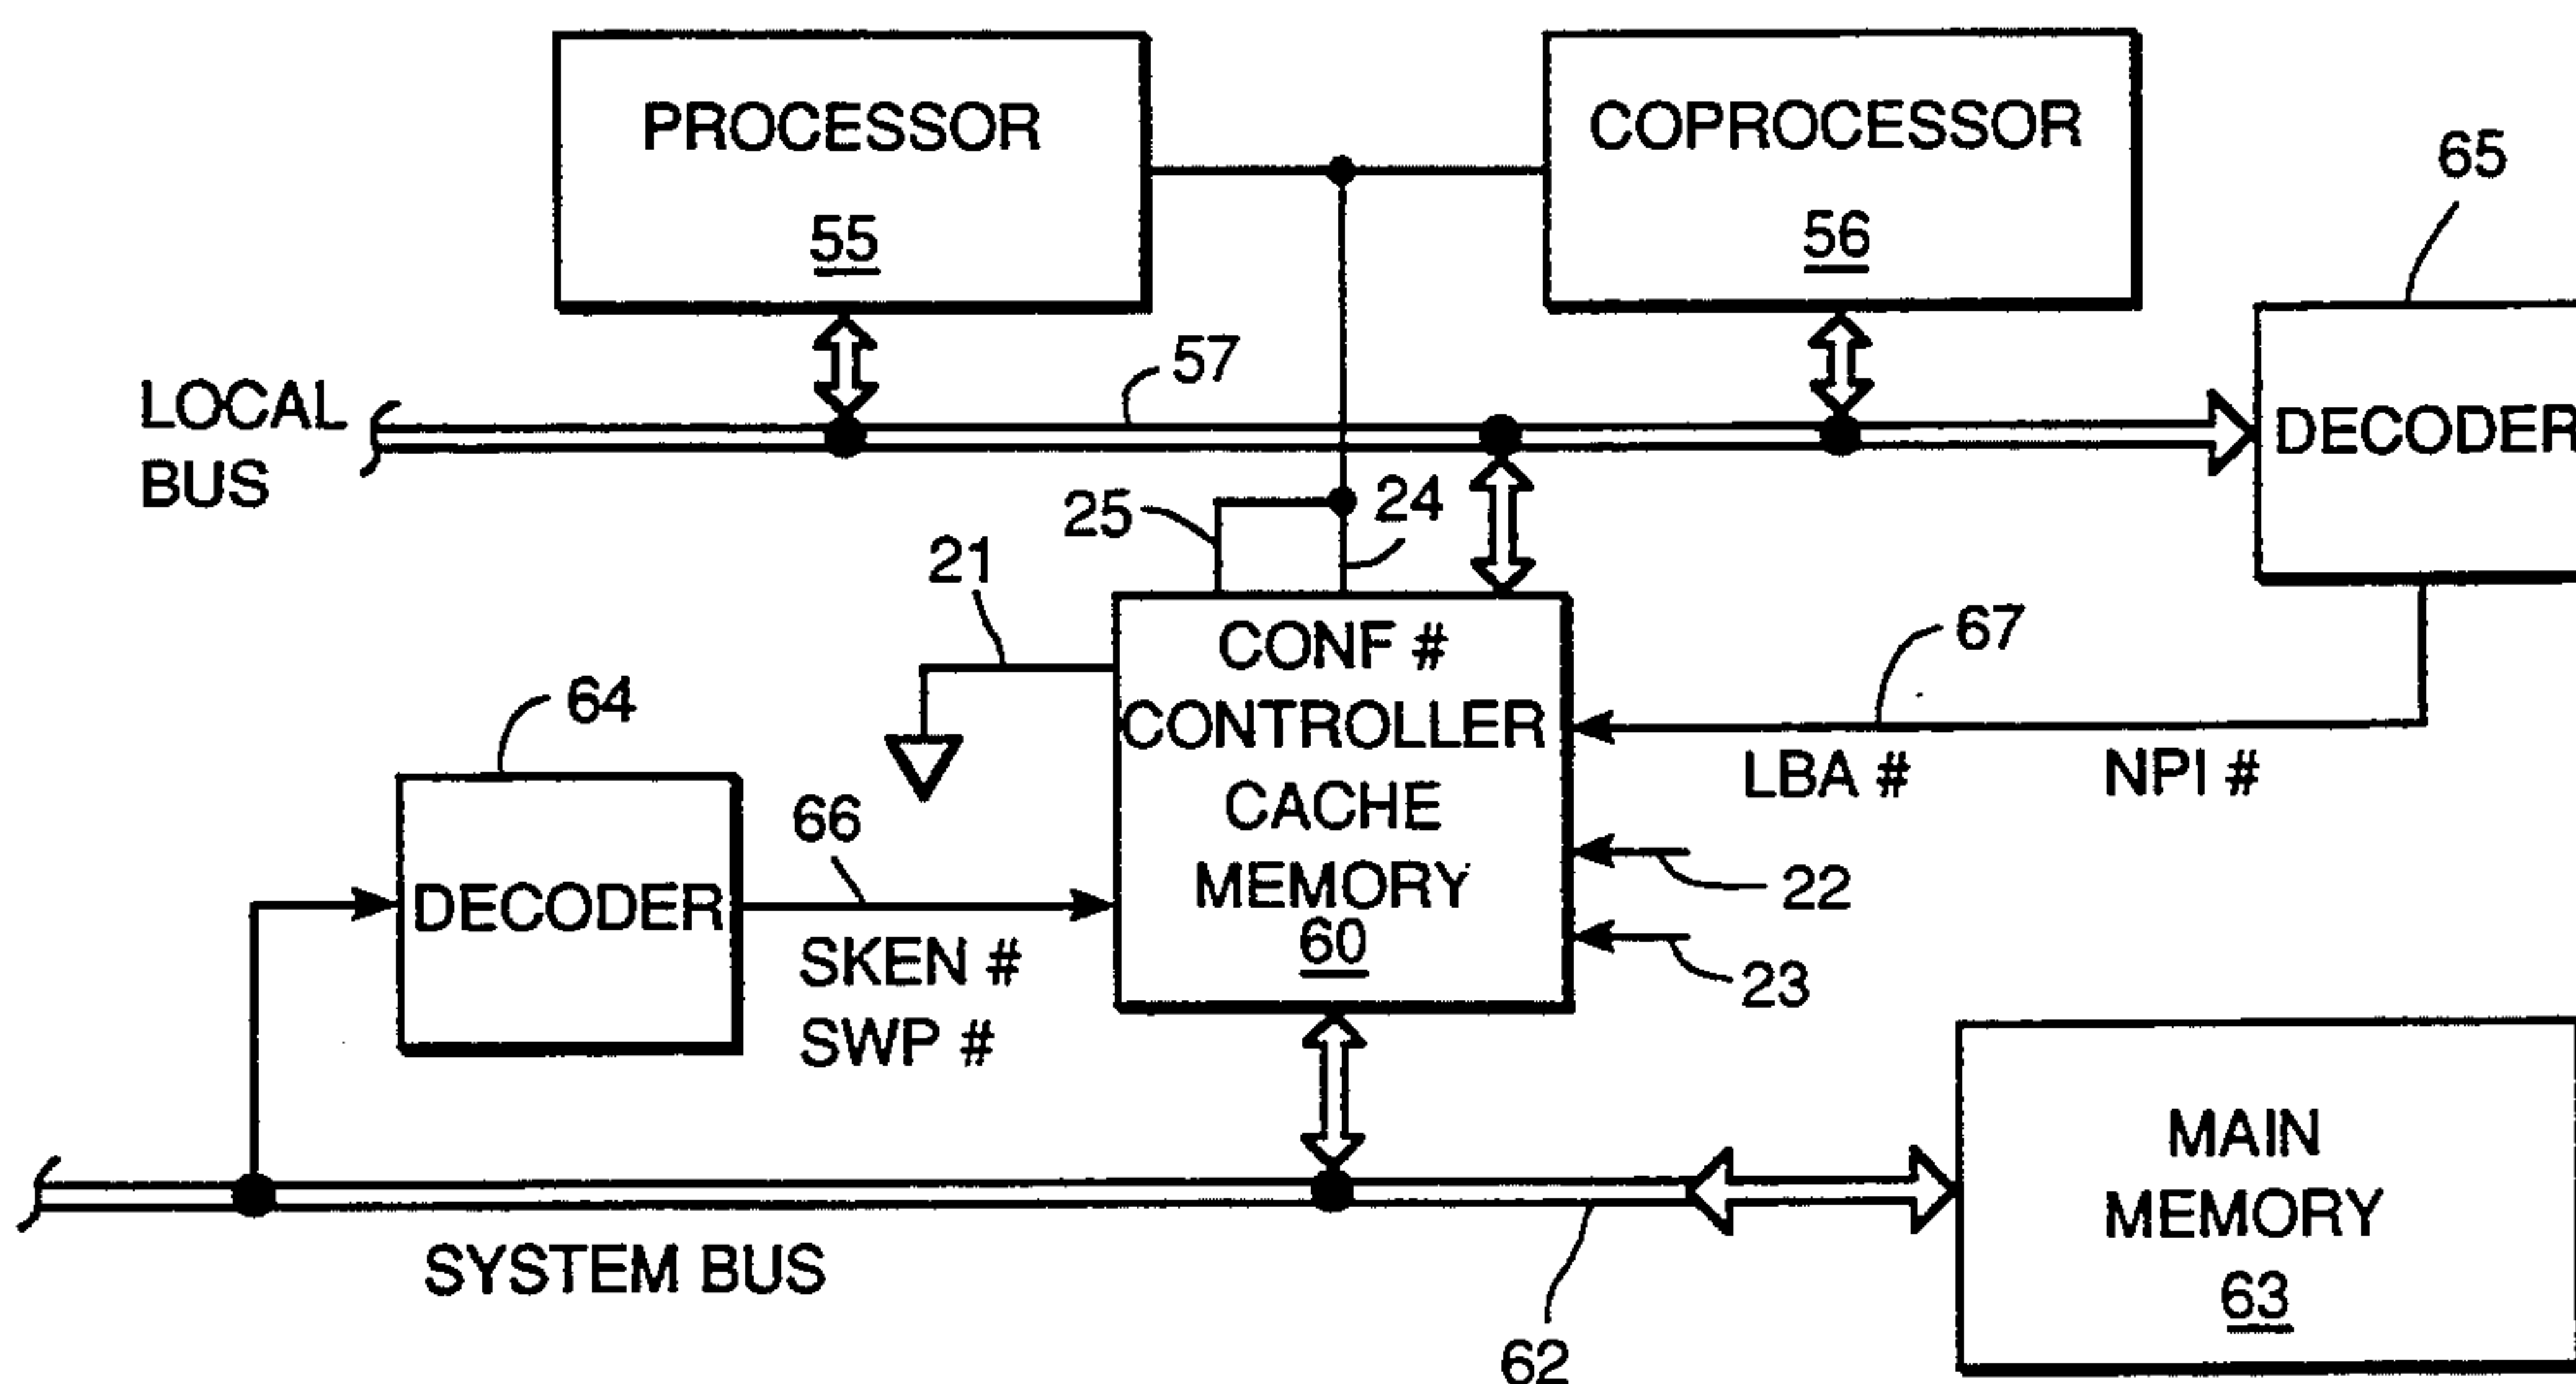 PROCESSOR
55
COPROCESSOR
56
65
LOCAL
BUS
57
DECODER
25
24
21
CONF #
CONTROLLER
CACHE
MEMORY
60
67
LBA # NPI #
64
DECODER
66
SKEN #
SWP #
22
23
MAIN
MEMORY
63
SYSTEM BUS
62